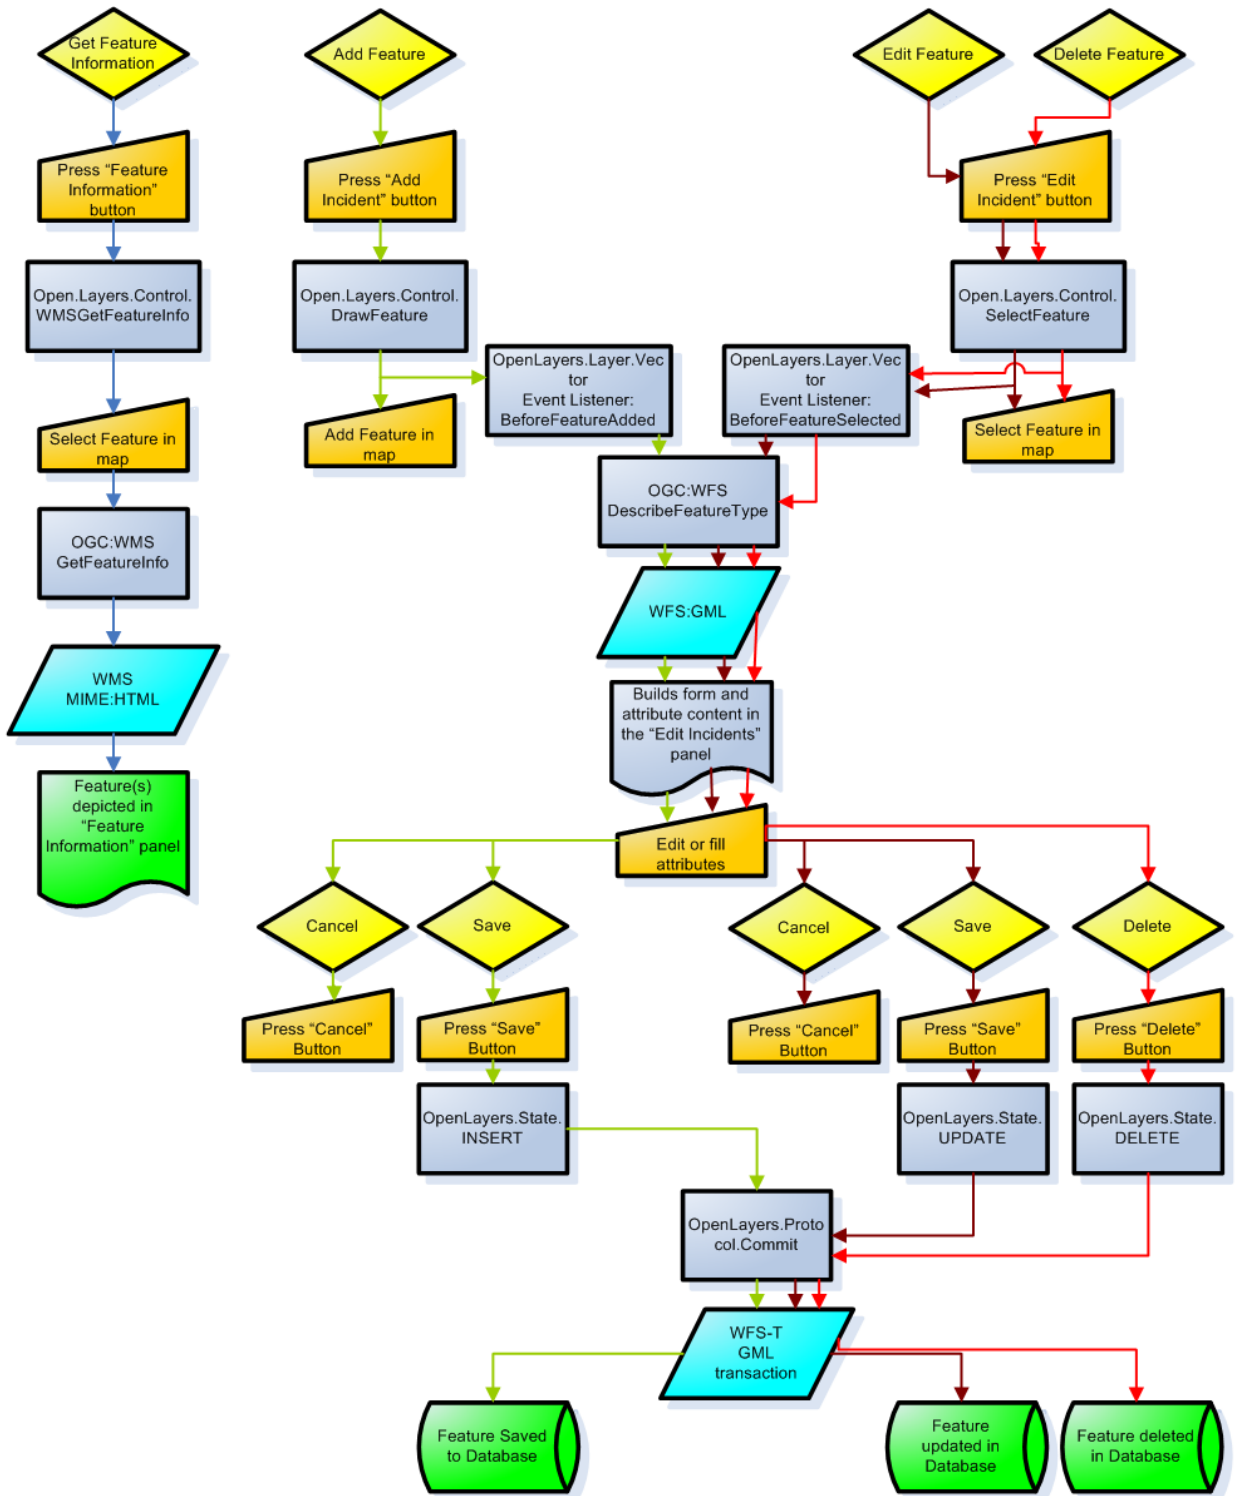 Get Feature
Information
Add Feature
Edit Feature
Delete Feature
Press “Feature
Information”
button
Press “Add
Incident” button
Press “Edit
Incident” button
Open.Layers.Control.
WMSGetFeatureInfo
Open.Layers.Control.
DrawFeature
Open.Layers.Control.
SelectFeature
OpenLayers.Layer.Vec
tor
Event Listener:
BeforeFeatureAdded
OpenLayers.Layer.Vec
tor
Event Listener:
BeforeFeatureSelected
Select Feature in
map
Add Feature in
map
Select Feature in
map
OGC:WFS
DescribeFeatureType
OGC:WMS
GetFeatureInfo
WFS:GML
WMS
MIME:HTML
Builds form and
attribute content in
the “Edit Incidents”
panel
Feature(s)
depicted in
“Feature
Information” panel
Edit or fill
attributes
Cancel
Save
Cancel
Save
Delete
Press “Cancel”
Button
Press “Save”
Button
Press “Cancel”
Button
Press “Save”
Button
Press “Delete”
Button
OpenLayers.State.
INSERT
OpenLayers.State.
UPDATE
OpenLayers.State.
DELETE
OpenLayers.Proto
col.Commit
WFS-T
GML
transaction
Feature Saved
to Database
Feature
updated in
Database
Feature deleted
in Database